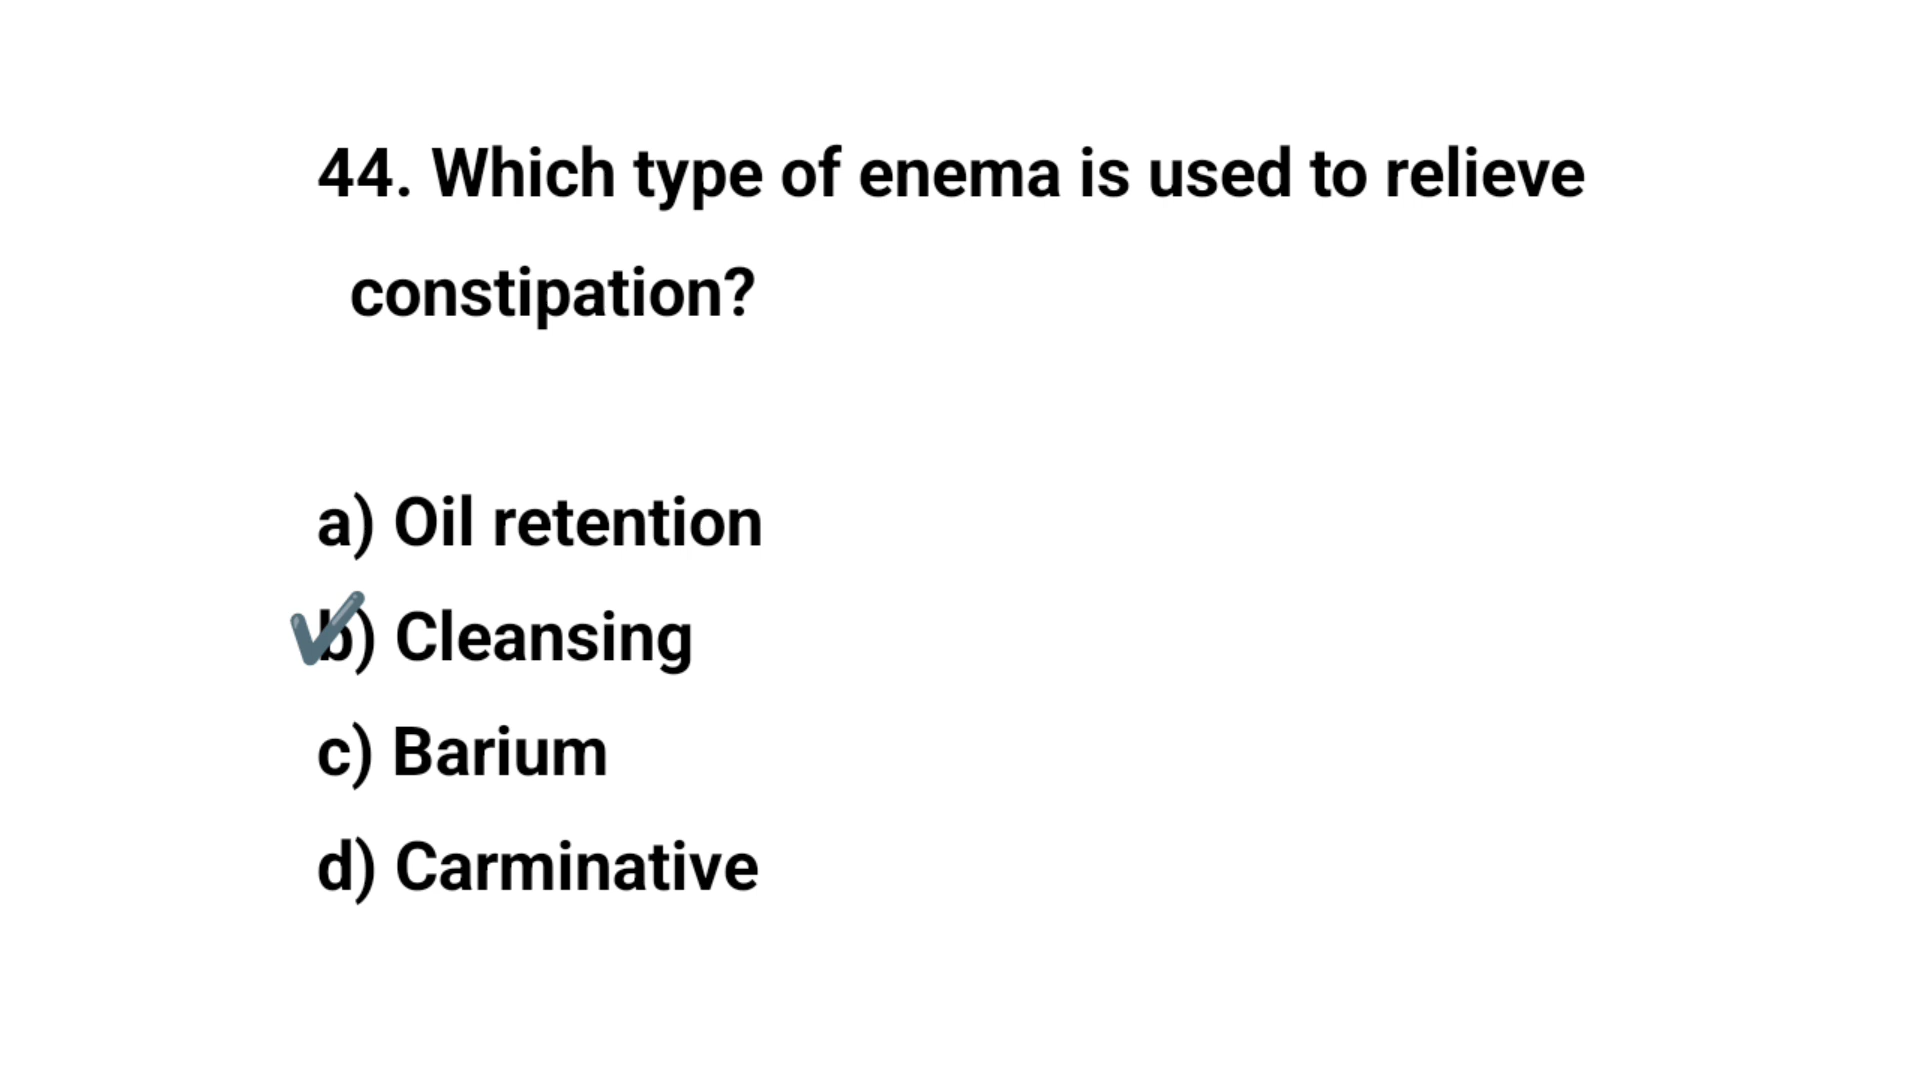 44. Which type of enema is used to relieve
constipation?
a) Oil retention
b) Cleansing
c) Barium
d) Carminative